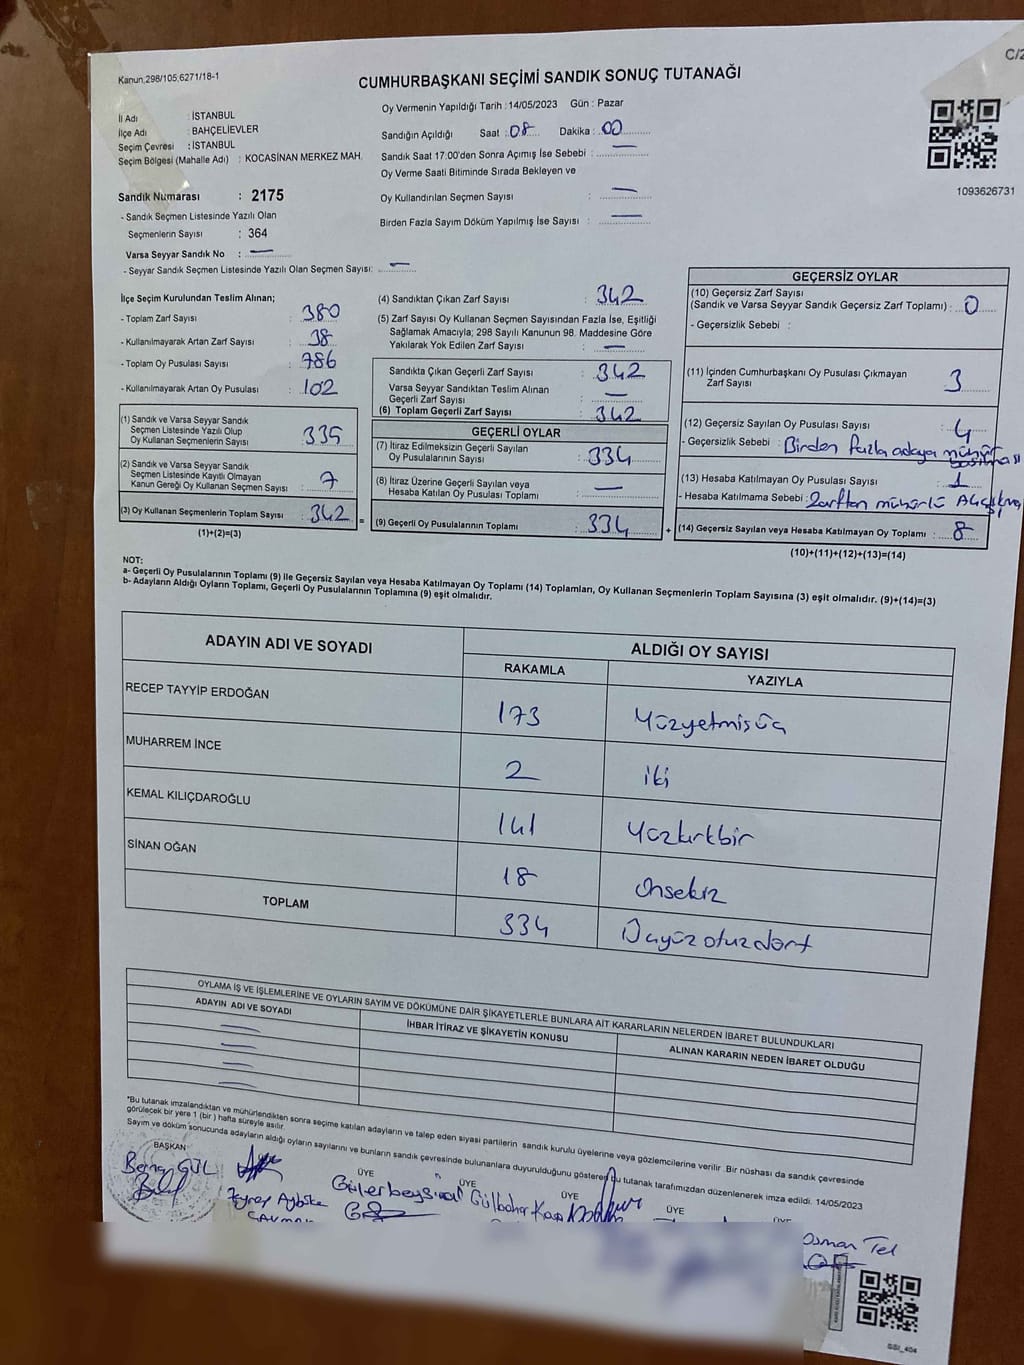 C/2
Kanun,298/105,6271/18-1
CUMHURBAŞKANI SEÇİMİ SANDIK SONUÇ TUTANAĞI
İl Adı : İSTANBUL
İlçe Adı : BAHÇELİEVLER
Seçim Çevresi : İSTANBUL
Seçim Bölgesi (Mahalle Adı) : KOCASİNAN MERKEZ MAH.
Sandık Numarası : 2175
- Sandık Seçmen Listesinde Yazılı Olan
Seçmenlerin Sayısı : 364
Varsa Seyyar Sandık No : —
- Seyyar Sandık Seçmen Listesinde Yazılı Olan Seçmen Sayısı: —
Oy Vermenin Yapıldığı Tarih : 14/05/2023 Gün : Pazar
Sandığın Açıldığı Saat : 08 Dakika : 00
Sandık Saat 17:00'den Sonra Açımış İse Sebebi : —
Oy Verme Saati Bitiminde Sırada Bekleyen ve
Oy Kullandırılan Seçmen Sayısı : —
Birden Fazla Sayım Döküm Yapılmış İse Sayısı : —
1093626731
İlçe Seçim Kurulundan Teslim Alınan;
- Toplam Zarf Sayısı : 380
- Kullanılmayarak Artan Zarf Sayısı : 38
- Toplam Oy Pusulası Sayısı : 786
- Kullanılmayarak Artan Oy Pusulası : 102
(1) Sandık ve Varsa Seyyar Sandık
Seçmen Listesinde Yazılı Olup
Oy Kullanan Seçmenlerin Sayısı : 335
(2) Sandık ve Varsa Seyyar Sandık
Seçmen Listesinde Kayıtlı Olmayan
Kanun Gereği Oy Kullanan Seçmen Sayısı : 7
(3) Oy Kullanan Seçmenlerin Toplam Sayısı : 342
(1)+(2)=(3)
(4) Sandıktan Çıkan Zarf Sayısı : 342
(5) Zarf Sayısı Oy Kullanan Seçmen Sayısından Fazla İse, Eşitliği
Sağlamak Amacıyla; 298 Sayılı Kanunun 98. Maddesine Göre
Yakılarak Yok Edilen Zarf Sayısı : —
Sandıkta Çıkan Geçerli Zarf Sayısı : 342
Varsa Seyyar Sandıktan Teslim Alınan
Geçerli Zarf Sayısı : —
(6) Toplam Geçerli Zarf Sayısı : 342
GEÇERLİ OYLAR
(7) İtiraz Edilmeksizin Geçerli Sayılan
Oy Pusulalarının Sayısı : 334
(8) İtiraz Üzerine Geçerli Sayılan veya
Hesaba Katılan Oy Pusulası Toplamı : —
= (9) Geçerli Oy Pusulalarının Toplamı : 334 +
GEÇERSİZ OYLAR
(10) Geçersiz Zarf Sayısı
(Sandık ve Varsa Seyyar Sandık Geçersiz Zarf Toplamı) : 0
- Geçersizlik Sebebi :
(11) İçinden Cumhurbaşkanı Oy Pusulası Çıkmayan
Zarf Sayısı : 3
(12) Geçersiz Sayılan Oy Pusulası Sayısı : 4
- Geçersizlik Sebebi : Birden fazla adaya mühür basılması
(13) Hesaba Katılmayan Oy Pusulası Sayısı : 1
- Hesaba Katılmama Sebebi : Zarftan mühürlü
(14) Geçersiz Sayılan veya Hesaba Katılmayan Oy Toplamı : 8
(10)+(11)+(12)+(13)=(14)
NOT:
a- Geçerli Oy Pusulalarının Toplamı (9) ile Geçersiz Sayılan veya Hesaba Katılmayan Oy Toplamı (14) Toplamları, Oy Kullanan Seçmenlerin Toplam Sayısına (3) eşit olmalıdır. (9)+(14)=(3)
b- Adayların Aldığı Oyların Toplamı, Geçerli Oy Pusulalarının Toplamına (9) eşit olmalıdır.
ADAYIN ADI VE SOYADI ALDIĞI OY SAYISI
RAKAMLA YAZIYLA
RECEP TAYYİP ERDOĞAN 173 Yüzyetmişüç
MUHARREM İNCE 2 iki
KEMAL KILIÇDAROĞLU 141 Yüzkırkbir
SİNAN OĞAN 18 Onsekiz
TOPLAM 334 Üçyüzotuzdört
OYLAMA İŞ VE İŞLEMLERİNE VE OYLARIN SAYIM VE DÖKÜMÜNE DAİR ŞİKAYETLERLE BUNLARA AİT KARARLARIN NELERDEN İBARET BULUNDUKLARI
ADAYIN ADI VE SOYADI İHBAR İTİRAZ VE ŞİKAYETİN KONUSU ALINAN KARARIN NEDEN İBARET OLDUĞU
*Bu tutanak imzalandıktan ve mühürlendikten sonra seçime katılan adayların ve talep eden siyasi partilerin sandık kurulu üyelerine veya gözlemcilerine verilir .Bir nüshası da sandık çevresinde
görülecek bir yere 1 (bir ) hafta süreyle asılır.
Sayım ve döküm sonucunda adayların aldığı oyların sayılarını ve bunların sandık çevresinde bulunanlara duyurulduğunu gösteren bu tutanak tarafımızdan düzenlenerek imza edildi. 14/05/2023
BAŞKAN ÜYE ÜYE ÜYE ÜYE ÜYE
GÜL
Zeynep
Gülbahar
Osman Tel
SSI_404